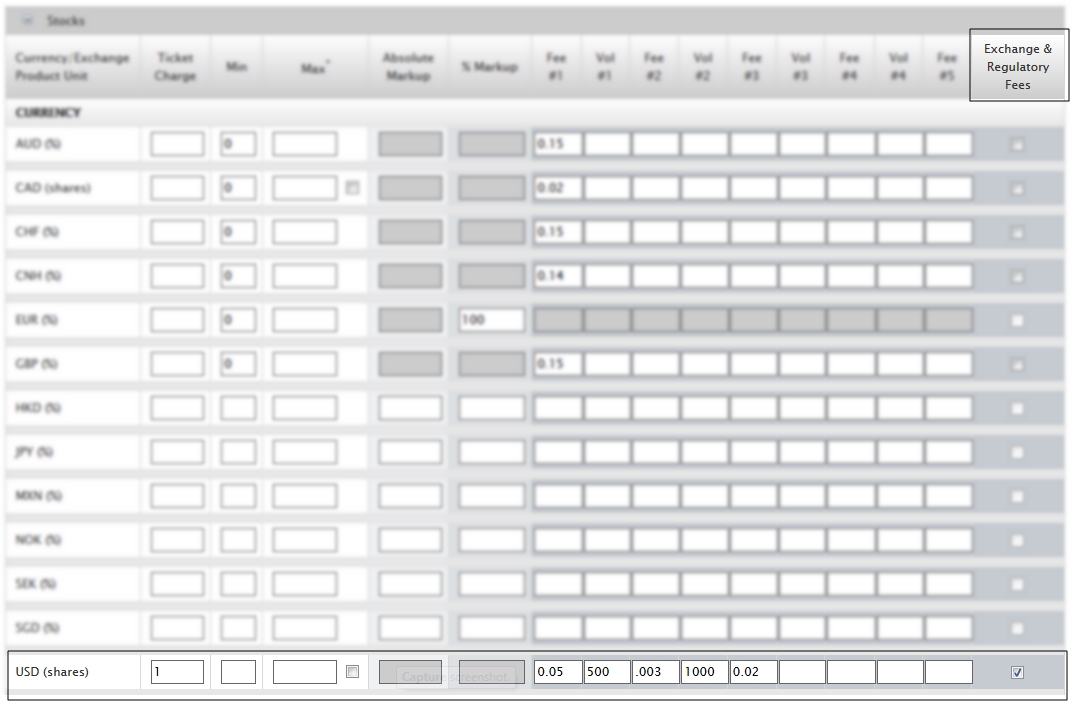 Stocks
Currency/Exchange Product Unit Ticket Charge Min Max* Absolute Markup % Markup Fee #1 Vol #1 Fee #2 Vol #2 Fee #3 Vol #3 Fee #4 Vol #4 Fee #5 Exchange & Regulatory Fees
CURRENCY
AUD (%) 0 0.15
CAD (shares) 0 0.02
CHF (%) 0 0.15
CNH (%) 0 0.14
EUR (%) 0 100
GBP (%) 0 0.15
HKD (%)
JPY (%)
MXN (%)
NOK (%)
SEK (%)
SGD (%)
USD (shares) 1 0.05 500 .003 1000 0.02
Capture screenshot